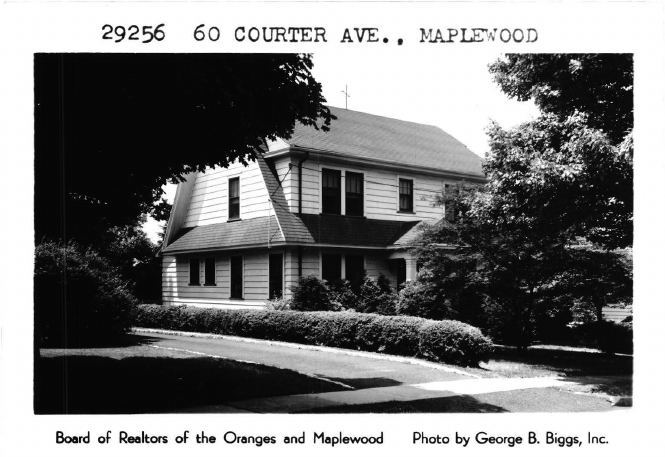 29256 60 COURTER AVE., MAPLEWOOD
Board of Realtors of the Oranges and Maplewood Photo by George B. Biggs, Inc.